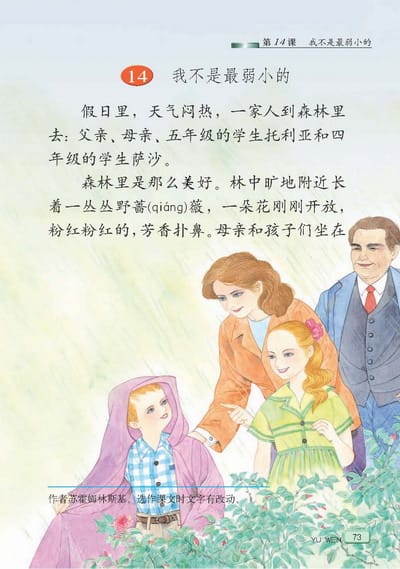 第14课 我不是最弱小的
14 我不是最弱小的
假日里，天气闷热，一家人到森林里
去：父亲、母亲、五年级的学生托利亚和四
年级的学生萨沙。
森林里是那么美好。林中旷地附近长
着一丛丛野蔷(qiáng)薇，一朵花刚刚开放，
粉红粉红的，芳香扑鼻。母亲和孩子们坐在
作者苏霍姆林斯基，选作课文时文字有改动。
YU WEN 73